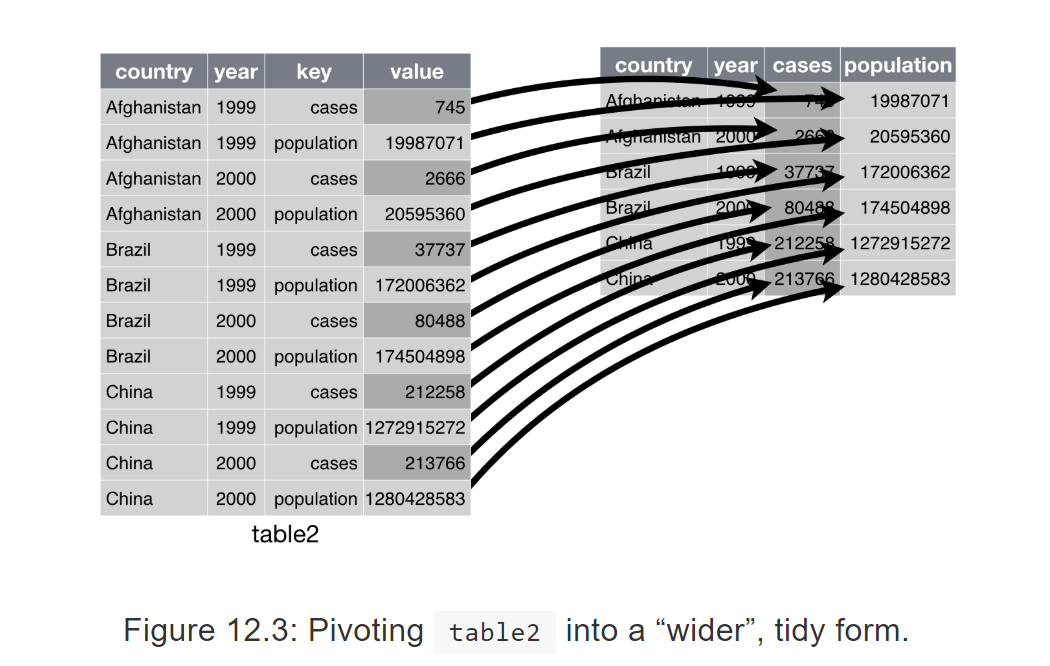 country year key value
Afghanistan 1999 cases 745
Afghanistan 1999 population 19987071
Afghanistan 2000 cases 2666
Afghanistan 2000 population 20595360
Brazil 1999 cases 37737
Brazil 1999 population 172006362
Brazil 2000 cases 80488
Brazil 2000 population 174504898
China 1999 cases 212258
China 1999 population 1272915272
China 2000 cases 213766
China 2000 population 1280428583
table2
country year cases population
Afghanistan 1999 745 19987071
Afghanistan 2000 2666 20595360
Brazil 1999 37737 172006362
Brazil 2000 80488 174504898
China 1999 212258 1272915272
China 2000 213766 1280428583
Figure 12.3: Pivoting table2 into a “wider”, tidy form.